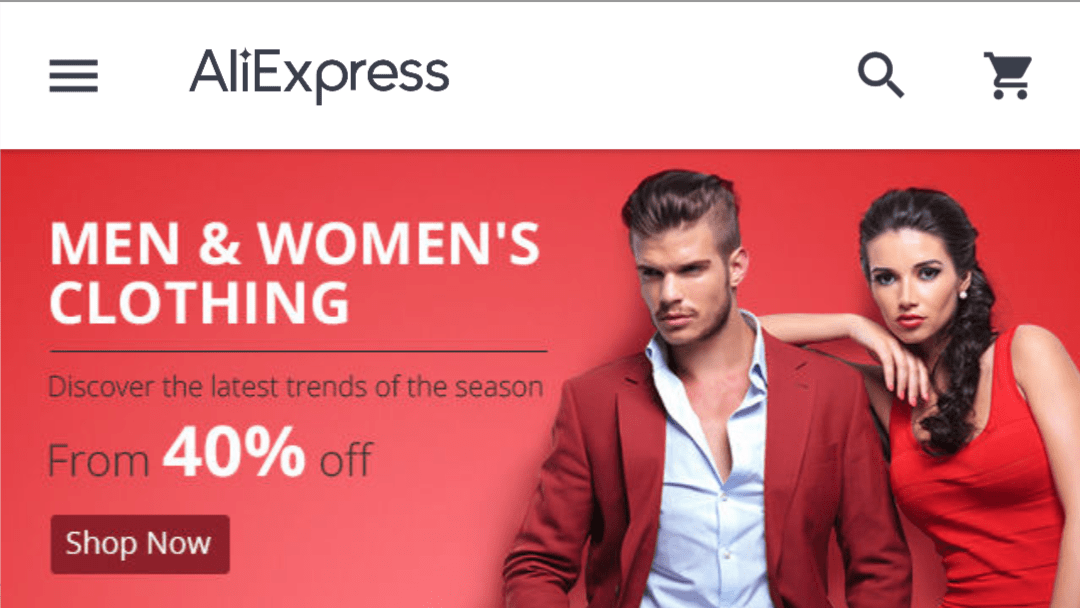 AliExpress
MEN & WOMEN'S
CLOTHING
Discover the latest trends of the season
From 40% off
Shop Now